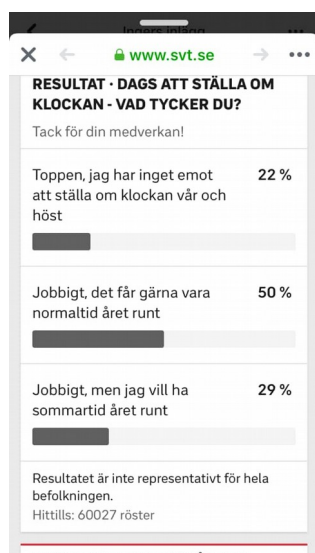 Ingers inlägg
www.svt.se
RESULTAT · DAGS ATT STÄLLA OM
KLOCKAN - VAD TYCKER DU?
Tack för din medverkan!
Toppen, jag har inget emot
att ställa om klockan vår och
höst
22 %
Jobbigt, det får gärna vara
normaltid året runt
50 %
Jobbigt, men jag vill ha
sommartid året runt
29 %
Resultatet är inte representativt för hela
befolkningen.
Hittills: 60027 röster